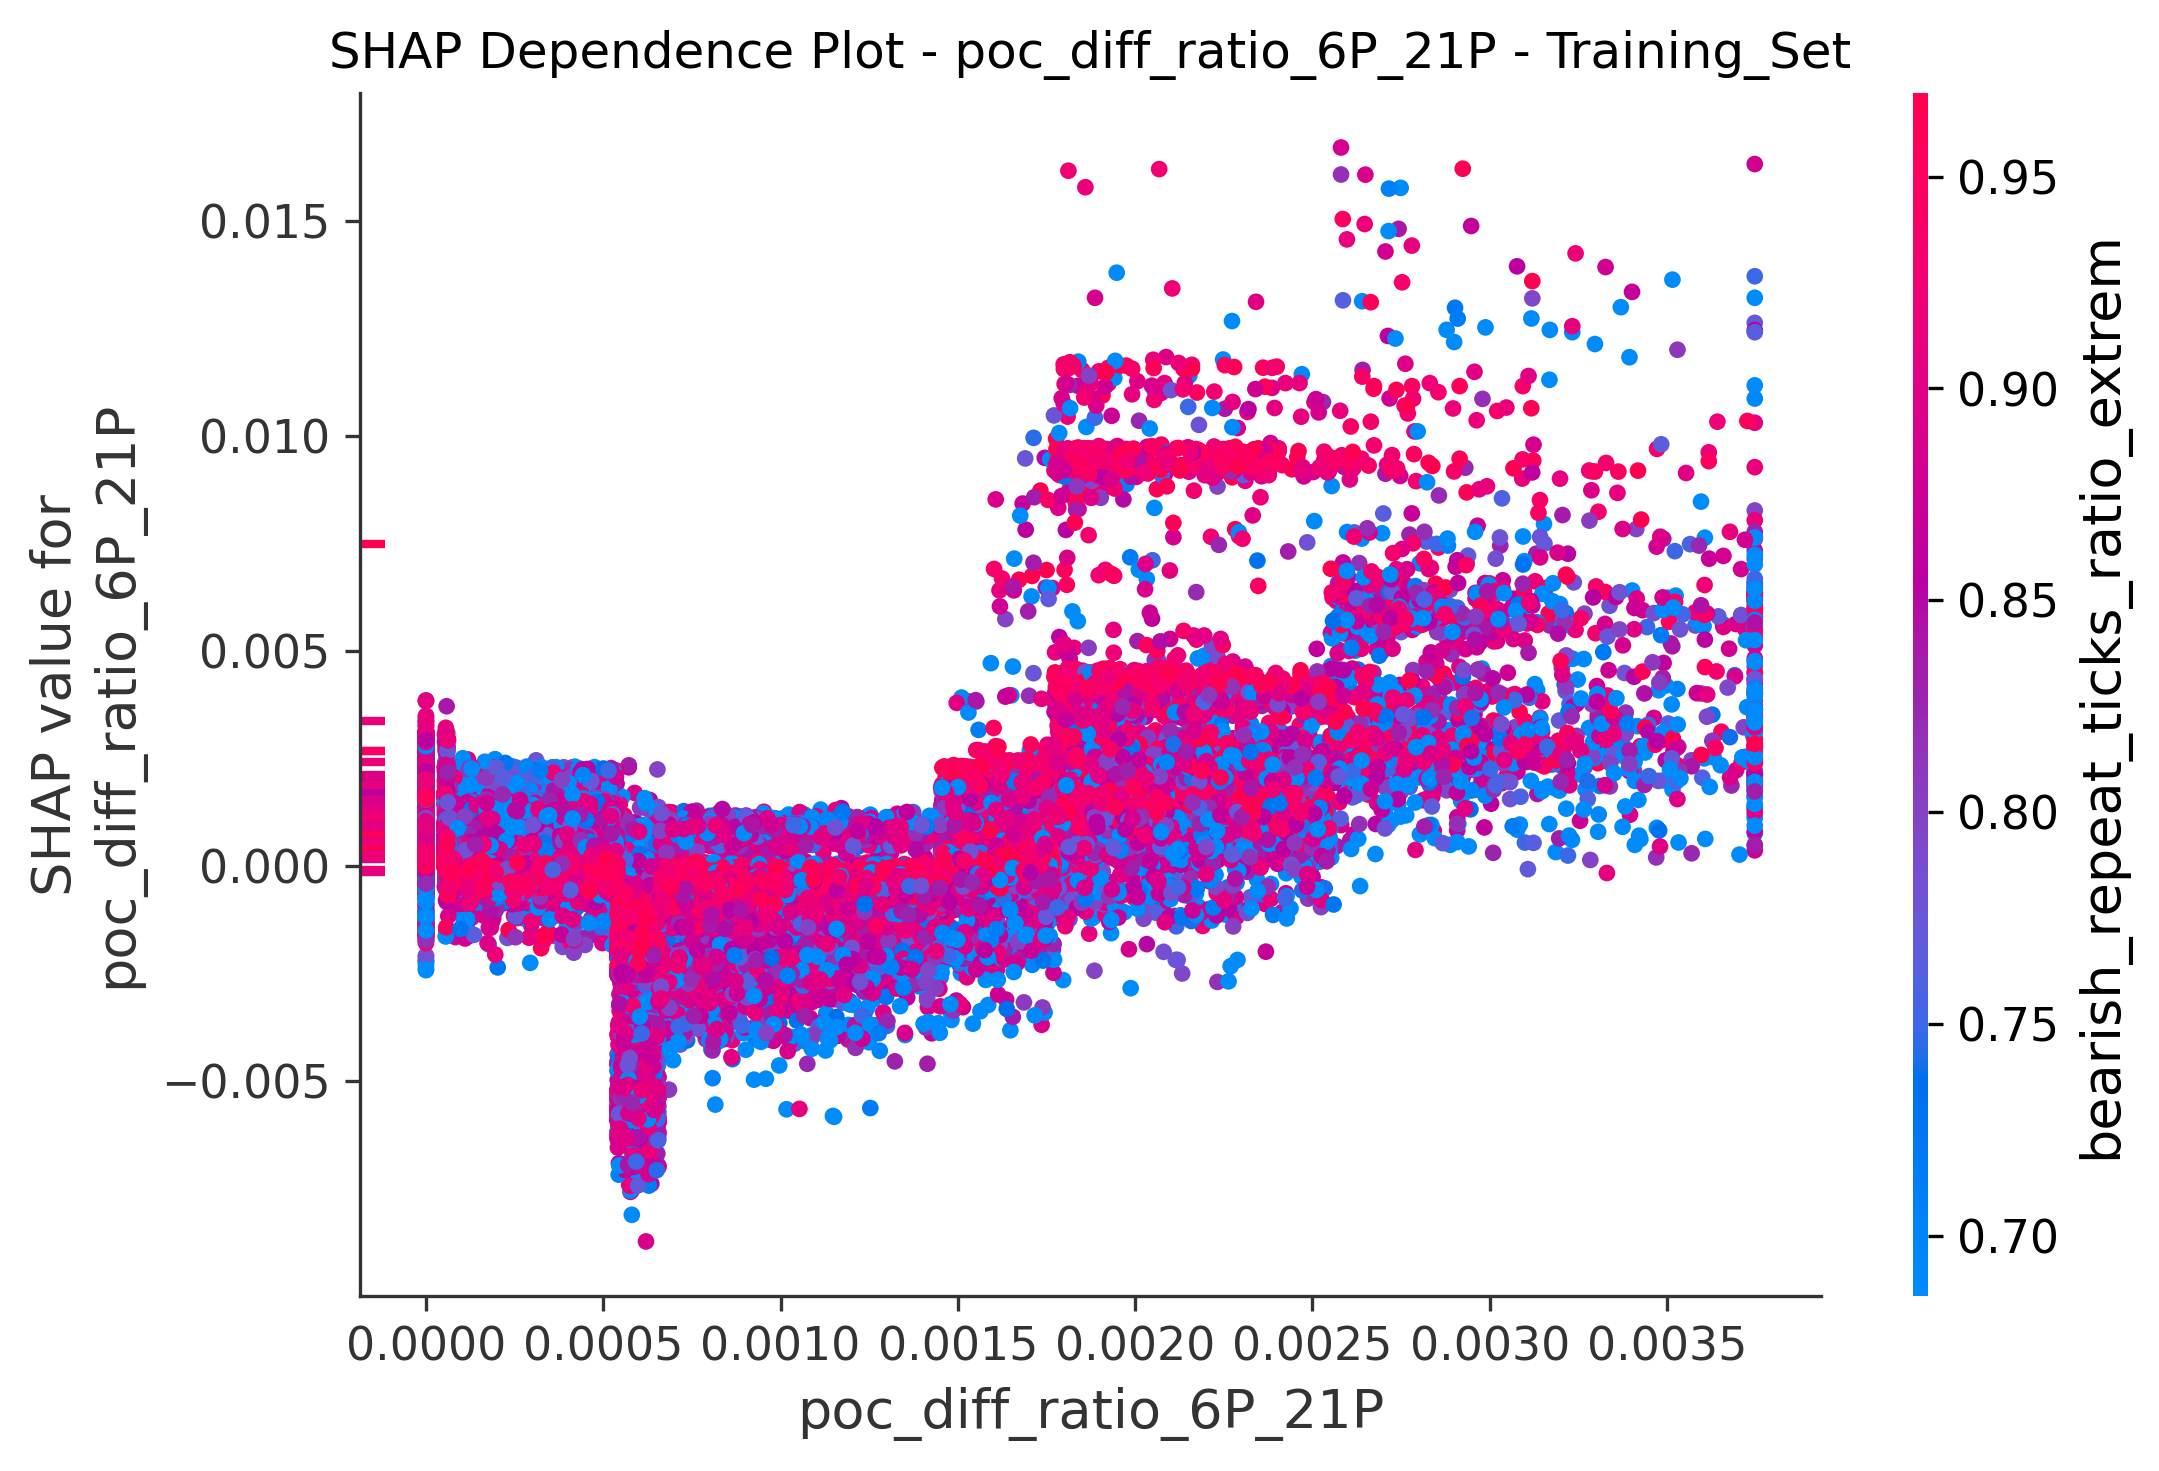 SHAP Dependence Plot - poc_diff_ratio_6P_21P - Training_Set
SHAP value for
poc_diff_ratio_6P_21P
0.015
0.010
0.005
0.000
−0.005
0.0000 0.0005 0.0010 0.0015 0.0020 0.0025 0.0030 0.0035
poc_diff_ratio_6P_21P
0.95
0.90
0.85
0.80
0.75
0.70
bearish_repeat_ticks_ratio_extrem